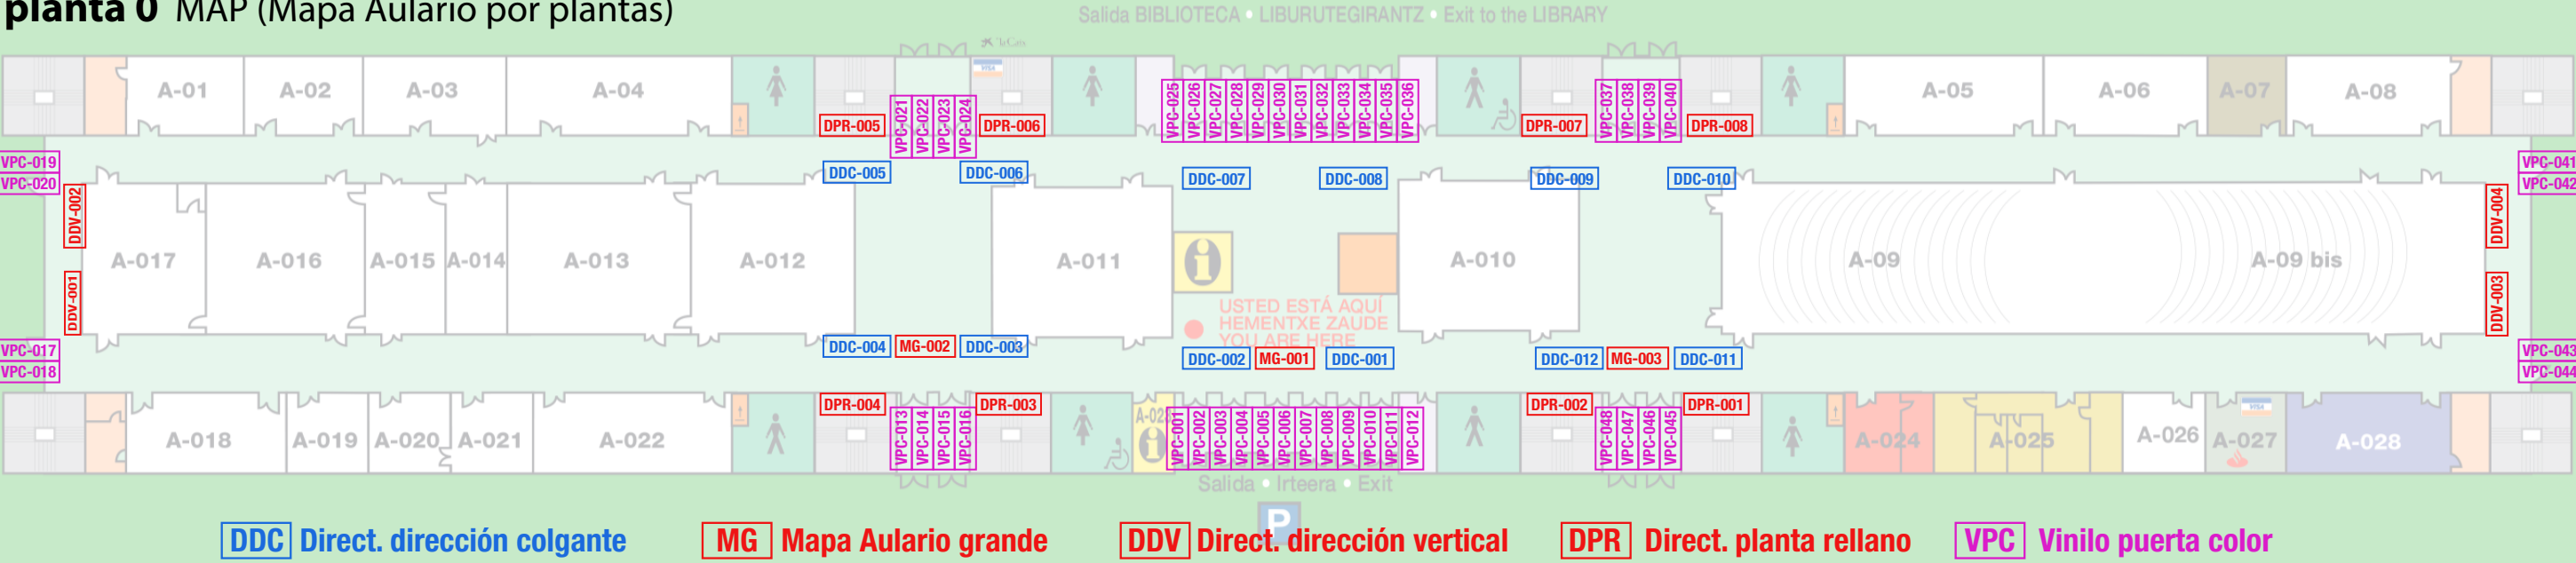 planta 0 MAP (Mapa Aulario por plantas)
Salida BIBLIOTECA • LIBURUTEGIRANTZ • Exit to the LIBRARY
A-01 A-02 A-03 A-04 A-05 A-06 A-07 A-08
VISA
VPC-021 VPC-022 VPC-023 VPC-024
VPC-025 VPC-026 VPC-027 VPC-028 VPC-029 VPC-030 VPC-031 VPC-032 VPC-033 VPC-034 VPC-035 VPC-036
VPC-037 VPC-038 VPC-039 VPC-040
DPR-005 DPR-006 DPR-007 DPR-008
VPC-019 VPC-041
VPC-020 VPC-042
DDC-005 DDC-006 DDC-007 DDC-008 DDC-009 DDC-010
DDV-002 DDV-004
A-017 A-016 A-015 A-014 A-013 A-012 A-011 i A-010 A-09 A-09 bis
DDV-001 DDV-003
USTED ESTÁ AQUÍ
HEMENTXE ZAUDE
YOU ARE HERE
VPC-017 VPC-043
VPC-018 VPC-044
DDC-004 MG-002 DDC-003 DDC-002 MG-001 DDC-001 DDC-012 MG-003 DDC-011
DPR-004 DPR-003 DPR-002 DPR-001
VPC-013 VPC-014 VPC-015 VPC-016
VPC-001 VPC-002 VPC-003 VPC-004 VPC-005 VPC-006 VPC-007 VPC-008 VPC-009 VPC-010 VPC-011 VPC-012
VPC-048 VPC-047 VPC-046 VPC-045
VISA
A-018 A-019 A-020 A-021 A-022 i A-024 A-025 A-026 A-027 A-028
Salida • Irteera • Exit
P
DDC Direct. dirección colgante
MG Mapa Aulario grande
DDV Direct. dirección vertical
DPR Direct. planta rellano
VPC Vinilo puerta color